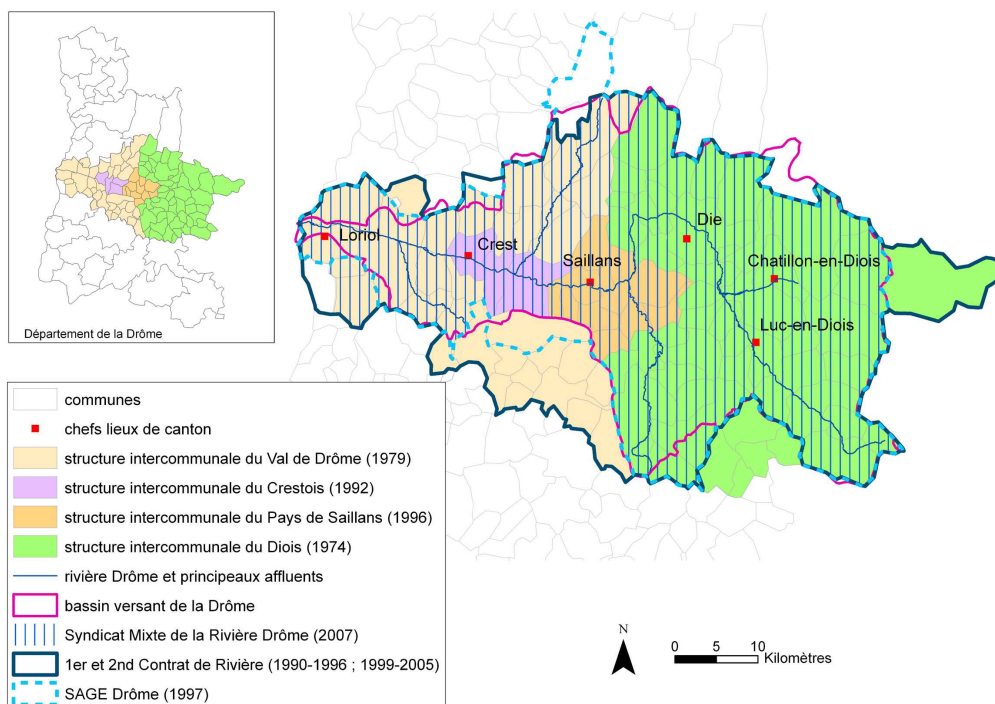 Département de la Drôme
Loriol
Crest
Saillans
Die
Chatillon-en-Diois
Luc-en-Diois
communes
chefs lieux de canton
structure intercommunale du Val de Drôme (1979)
structure intercommunale du Crestois (1992)
structure intercommunale du Pays de Saillans (1996)
structure intercommunale du Diois (1974)
rivière Drôme et principaux affluents
bassin versant de la Drôme
Syndicat Mixte de la Rivière Drôme (2007)
1er et 2nd Contrat de Rivière (1990-1996 ; 1999-2005)
SAGE Drôme (1997)
N
0 5 10
Kilomètres